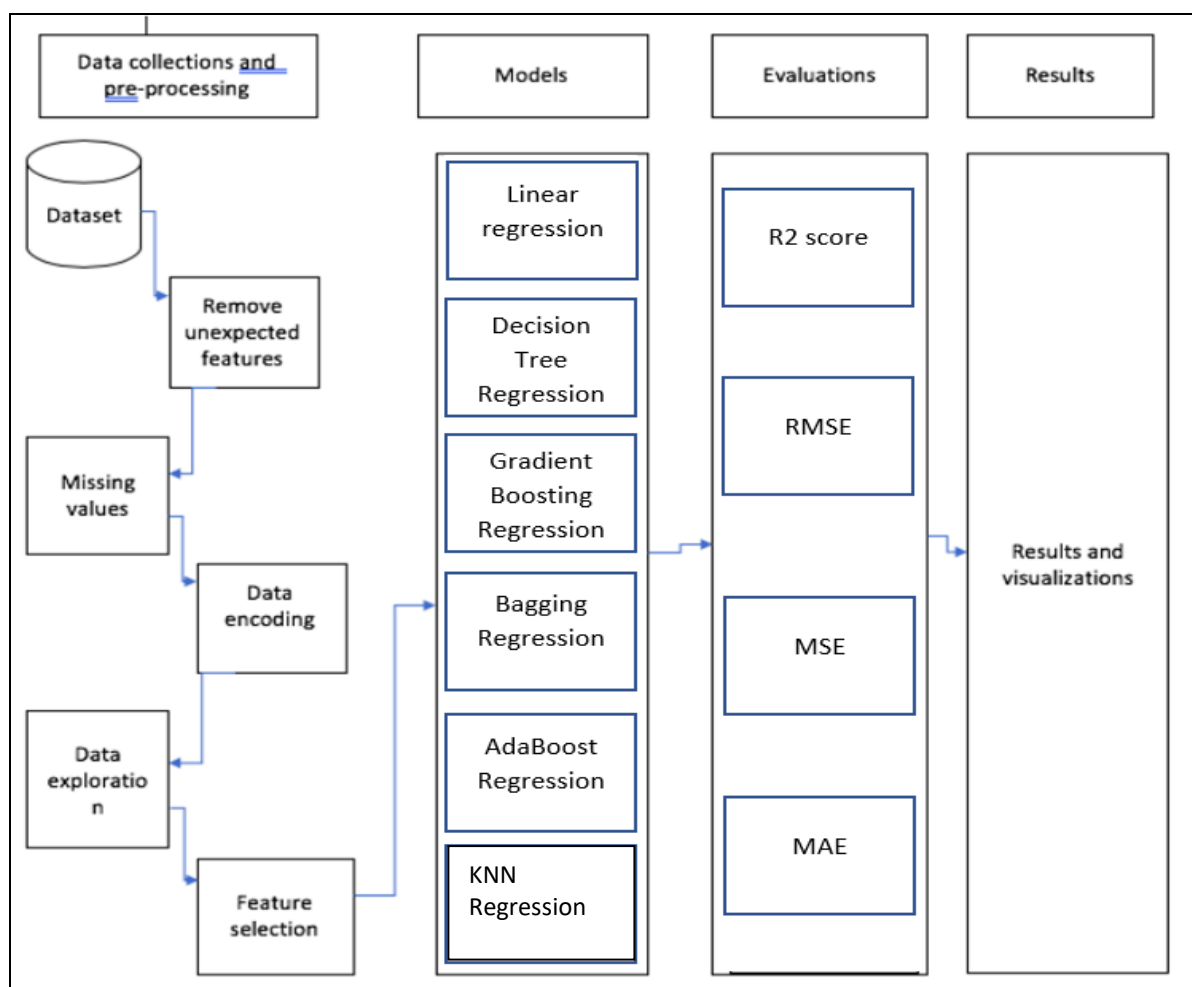 Data collections and
pre-processing
Models
Evaluations
Results
Dataset
Remove
unexpected
features
Missing
values
Data
encoding
Data
exploratio
n
Feature
selection
Linear
regression
Decision
Tree
Regression
Gradient
Boosting
Regression
Bagging
Regression
AdaBoost
Regression
KNN
Regression
R2 score
RMSE
MSE
MAE
Results and
visualizations